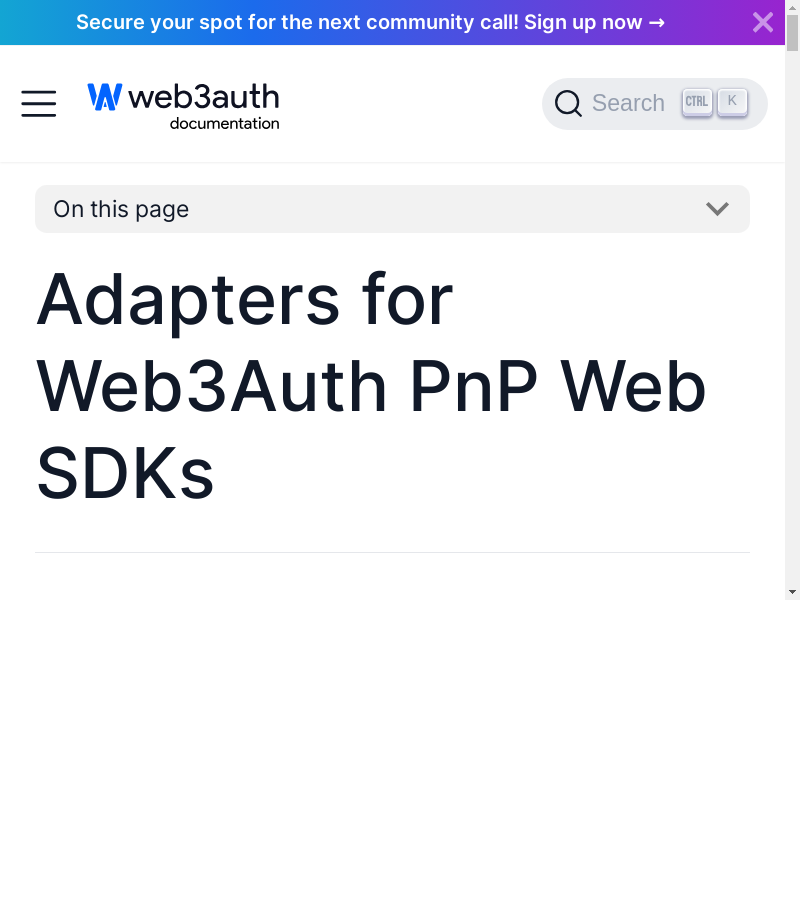 Secure your spot for the next community call! Sign up now →
web3auth
documentation
Search CTRL K
On this page
Adapters for
Web3Auth PnP Web
SDKs